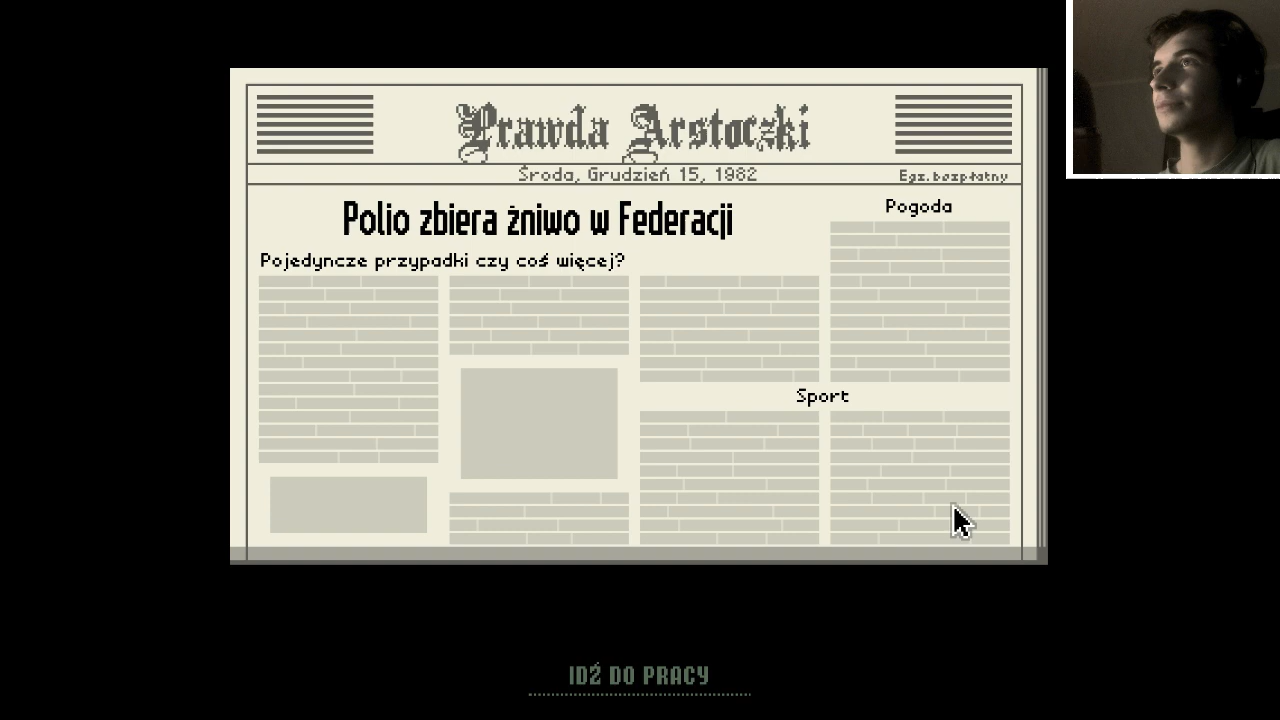 Prawda Arstoczki
Środa, Grudzień 15, 1982
Egz. bezpłatny
Polio zbiera żniwo w Federacji
Pogoda
Pojedyncze przypadki czy coś więcej?
Sport
IDŹ DO PRACY